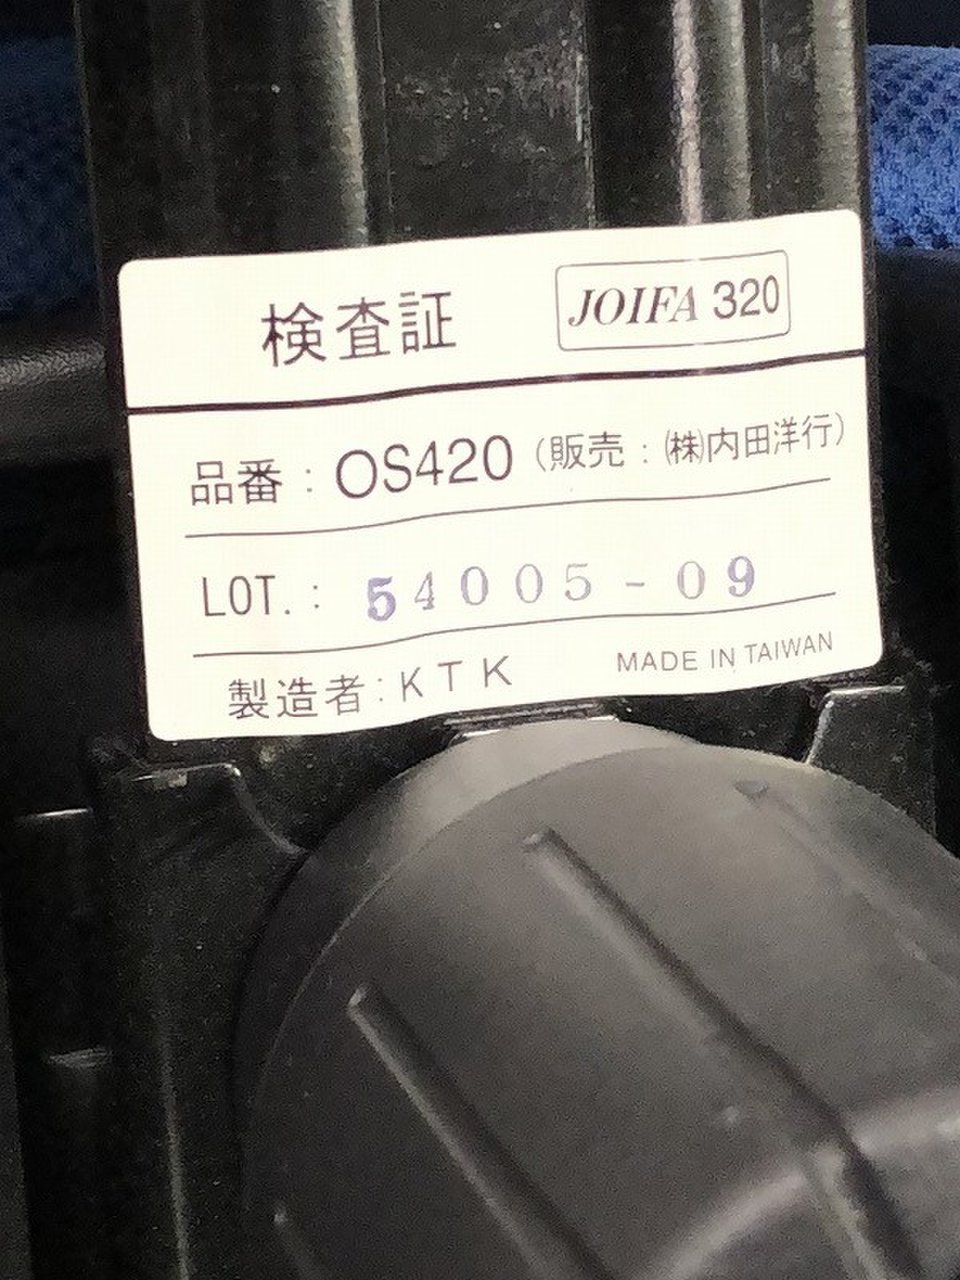 検査証 JOIFA 320
品番 : OS420 (販売 : ㈱内田洋行)
LOT. : 54005-09
製造者 : KTK MADE IN TAIWAN